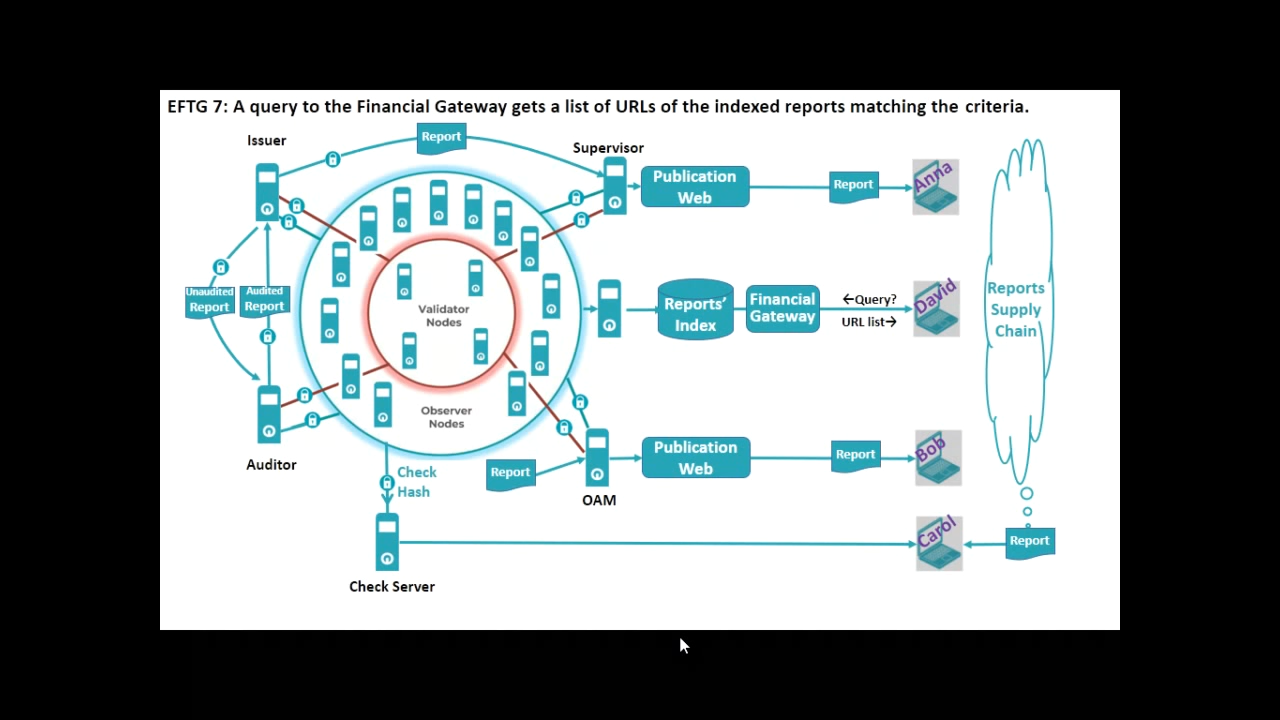 EFTG 7: A query to the Financial Gateway gets a list of URLs of the indexed reports matching the criteria.
Issuer
Report
Supervisor
Publication
Web
Report
Anna
Unaudited
Report
Audited
Report
Validator
Nodes
Observer
Nodes
Reports’
Index
Financial
Gateway
←Query?
URL list→
David
Reports
Supply
Chain
Auditor
Check
Hash
Report
OAM
Publication
Web
Report
Bob
Check Server
Carol
Report